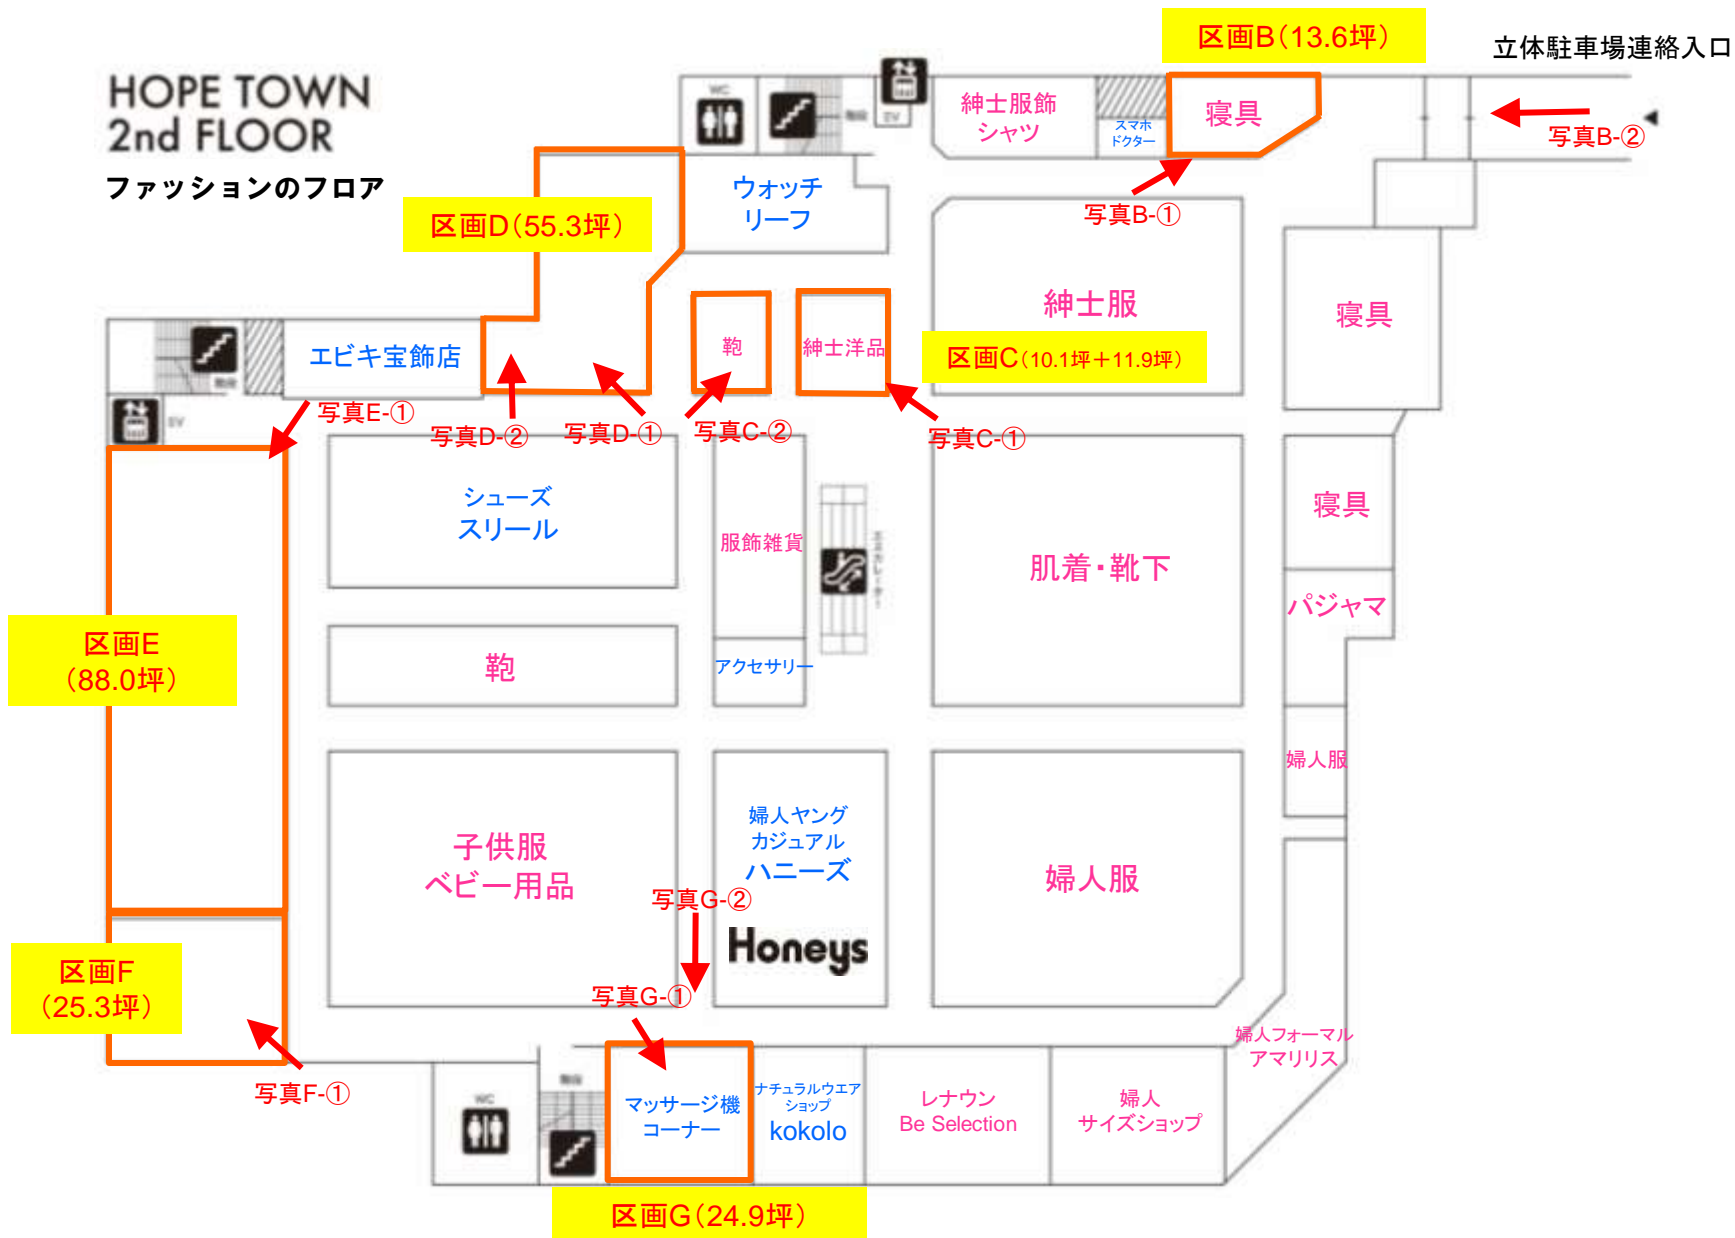 区画B（13.6坪）
立体駐車場連絡入口
HOPE TOWN
2nd FLOOR
ファッションのフロア
WC
階段
EV
紳士服飾
シャツ
スマホ
ドクター
寝具
写真B-②
写真B-①
ウォッチ
リーフ
区画D（55.3坪）
紳士服
寝具
エビキ宝飾店
鞄
紳士洋品
区画C（10.1坪＋11.9坪）
階段
EV
写真E-①
写真D-②
写真D-①
写真C-②
写真C-①
シューズ
スリール
服飾雑貨
肌着・靴下
寝具
パジャマ
区画E
（88.0坪）
鞄
アクセサリー
婦人服
子供服
ベビー用品
婦人ヤング
カジュアル
ハニーズ
Honeys
婦人服
写真G-②
区画F
（25.3坪）
写真G-①
婦人フォーマル
アマリリス
写真F-①
WC
階段
マッサージ機
コーナー
ナチュラルウエア
ショップ
kokolo
レナウン
Be Selection
婦人
サイズショップ
区画G（24.9坪）